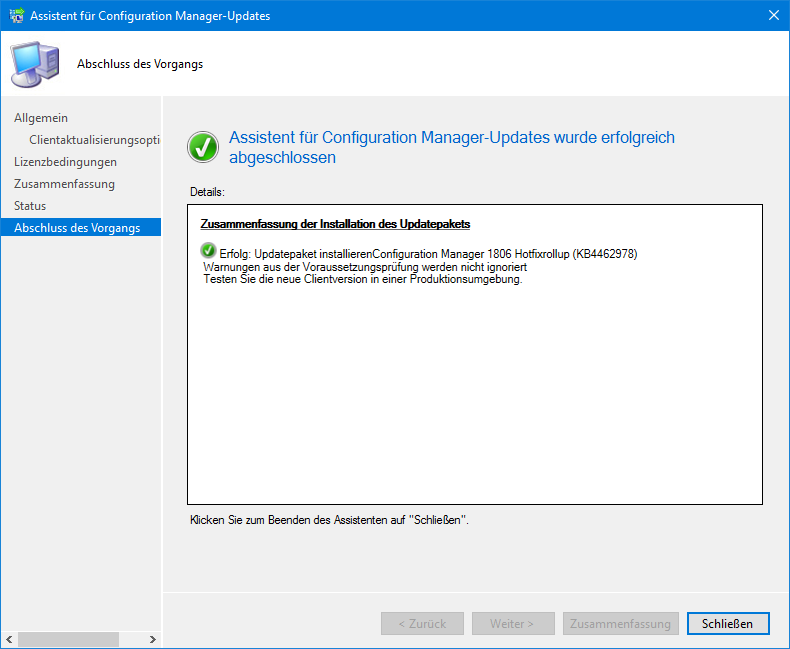 Assistent für Configuration Manager-Updates
Abschluss des Vorgangs
Allgemein
Clientaktualisierungsopti
Lizenzbedingungen
Zusammenfassung
Status
Abschluss des Vorgangs
Assistent für Configuration Manager-Updates wurde erfolgreich
abgeschlossen
Details:
Zusammenfassung der Installation des Updatepakets
Erfolg: Updatepaket installierenConfiguration Manager 1806 Hotfixrollup (KB4462978)
Warnungen aus der Voraussetzungsprüfung werden nicht ignoriert
Testen Sie die neue Clientversion in einer Produktionsumgebung.
Klicken Sie zum Beenden des Assistenten auf "Schließen".
< Zurück
Weiter >
Zusammenfassung
Schließen